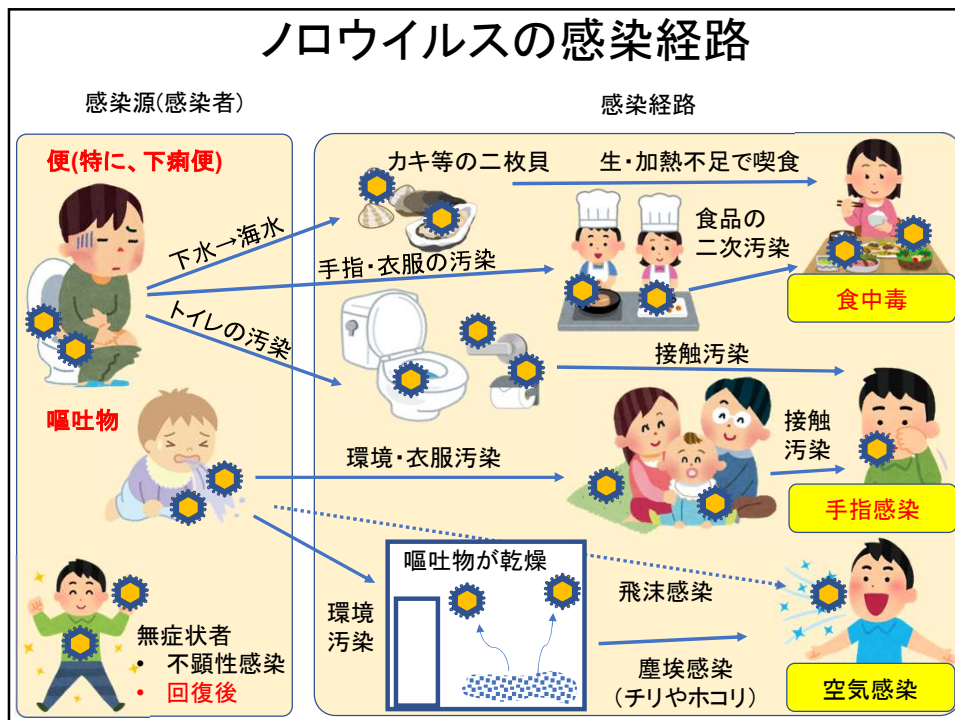 ノロウイルスの感染経路
感染源(感染者)
感染経路
便(特に、下痢便)
カキ等の二枚貝
生・加熱不足で喫食
下水→海水
食品の
二次汚染
手指・衣服の汚染
食中毒
トイレの汚染
接触汚染
嘔吐物
接触
汚染
環境・衣服汚染
手指感染
嘔吐物が乾燥
飛沫感染
環境
汚染
無症状者
• 不顕性感染
• 回復後
塵埃感染
(チリやホコリ)
空気感染